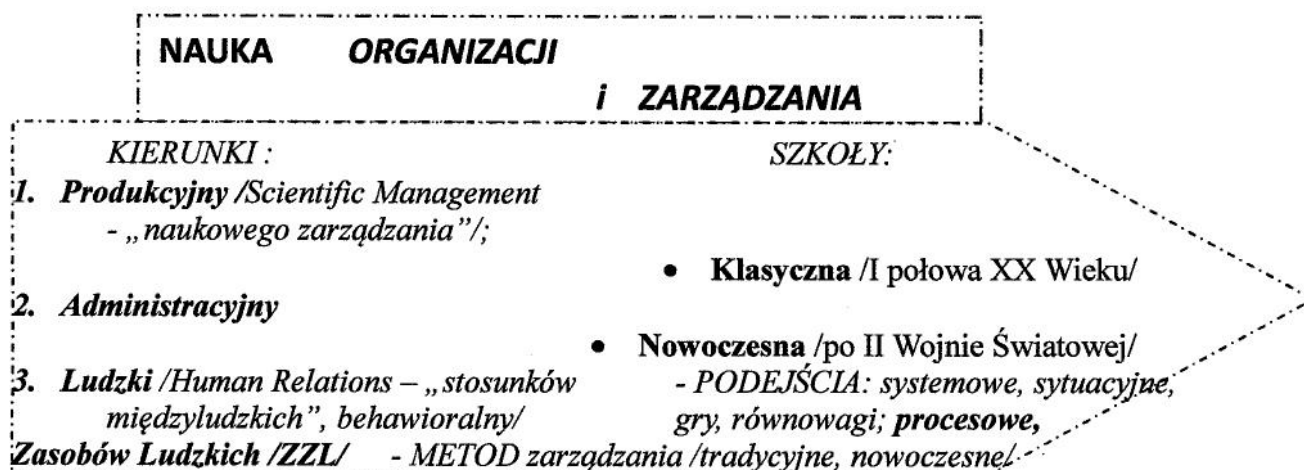 NAUKA ORGANIZACJI
i ZARZĄDZANIA
KIERUNKI : SZKOŁY:
1. Produkcyjny /Scientific Management
- „naukowego zarządzania”/;
• Klasyczna /I połowa XX Wieku/
2. Administracyjny
• Nowoczesna /po II Wojnie Światowej/
3. Ludzki /Human Relations – „stosunków - PODEJŚCIA: systemowe, sytuacyjne,
międzyludzkich”, behawioralny/ gry, równowagi; procesowe,
Zasobów Ludzkich /ZZL/ - METOD zarządzania /tradycyjne, nowoczesne/